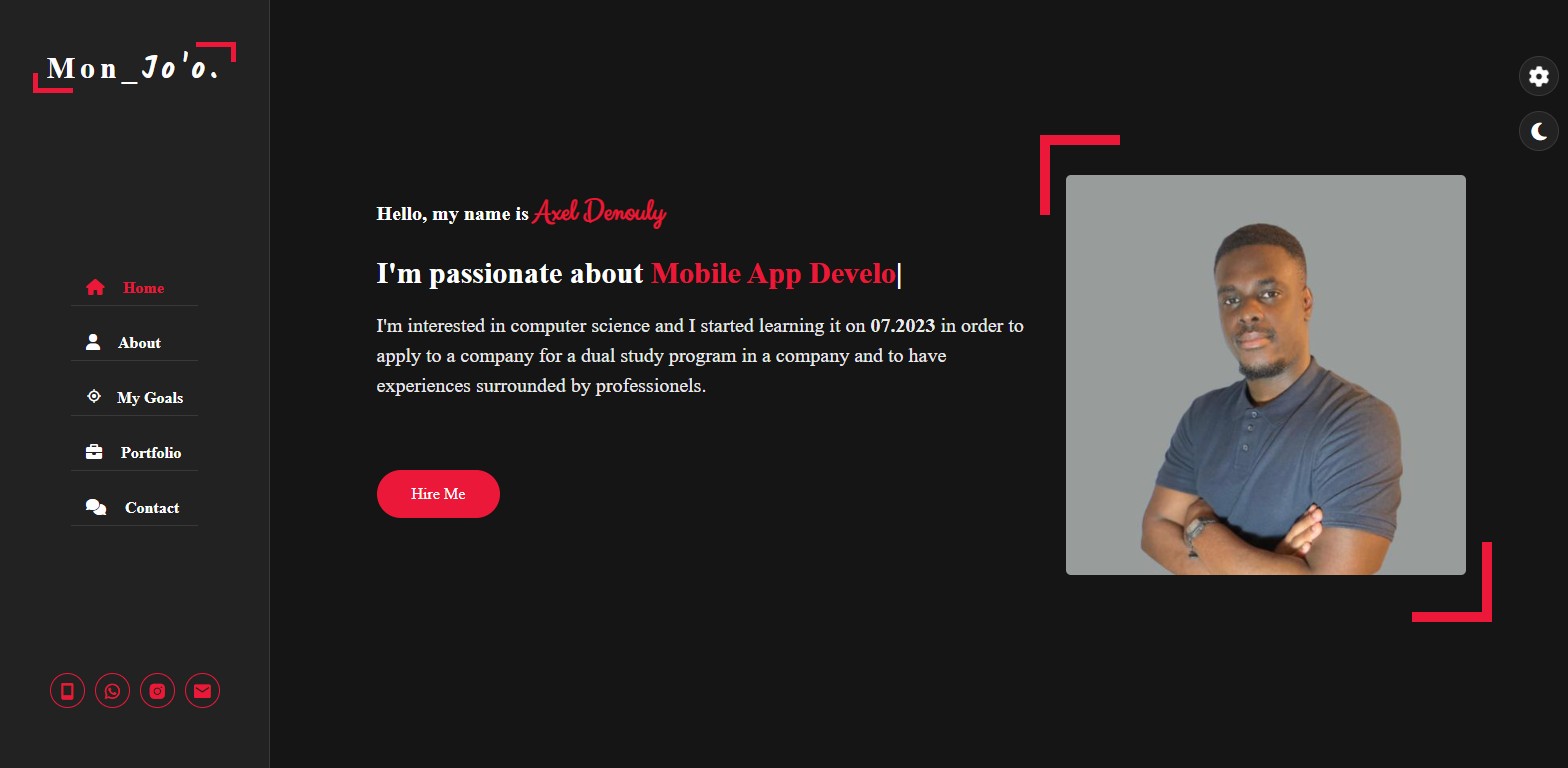 Mon_Jo'o.
Home
About
My Goals
Portfolio
Contact
Hello, my name is Axel Denouly
I'm passionate about Mobile App Develo|
I'm interested in computer science and I started learning it on 07.2023 in order to
apply to a company for a dual study program in a company and to have
experiences surrounded by professionels.
Hire Me